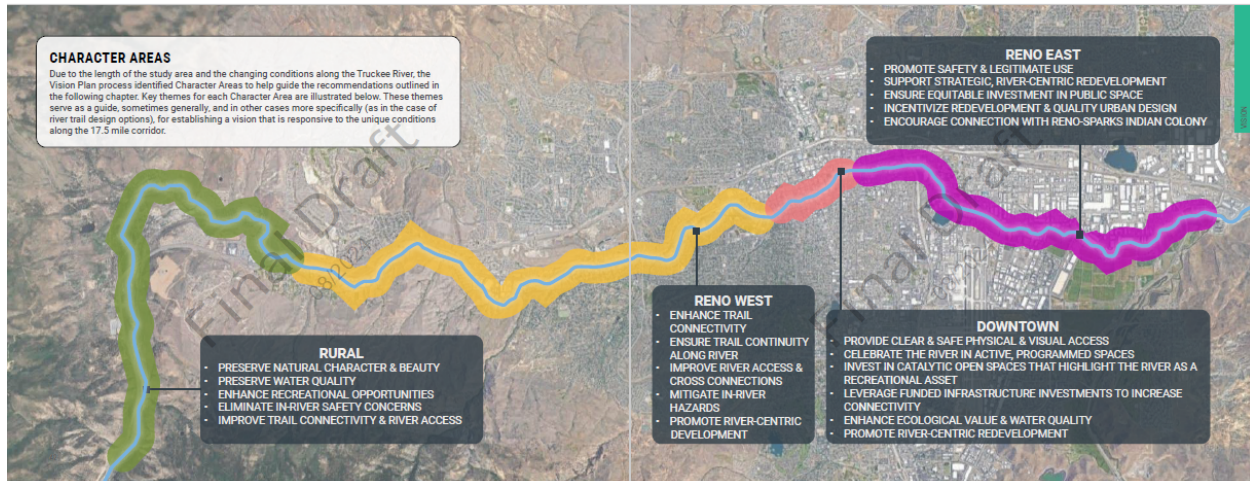 CHARACTER AREAS
Due to the length of the study area and the changing conditions along the Truckee River, the
Vision Plan process identified Character Areas to help guide the recommendations outlined in
the following chapter. Key themes for each Character Area are illustrated below. These themes
serve as a guide, sometimes generally, and in other cases more specifically (as in the case of
river trail design options), for establishing a vision that is responsive to the unique conditions
along the 17.5 mile corridor.
RENO EAST
- PROMOTE SAFETY & LEGITIMATE USE
- SUPPORT STRATEGIC, RIVER-CENTRIC REDEVELOPMENT
- ENSURE EQUITABLE INVESTMENT IN PUBLIC SPACE
- INCENTIVIZE REDEVELOPMENT & QUALITY URBAN DESIGN
- ENCOURAGE CONNECTION WITH RENO-SPARKS INDIAN COLONY
VISION
RURAL
- PRESERVE NATURAL CHARACTER & BEAUTY
- PRESERVE WATER QUALITY
- ENHANCE RECREATIONAL OPPORTUNITIES
- ELIMINATE IN-RIVER SAFETY CONCERNS
- IMPROVE TRAIL CONNECTIVITY & RIVER ACCESS
RENO WEST
- ENHANCE TRAIL
CONNECTIVITY
- ENSURE TRAIL CONTINUITY
ALONG RIVER
- IMPROVE RIVER ACCESS &
CROSS CONNECTIONS
- MITIGATE IN-RIVER
HAZARDS
- PROMOTE RIVER-CENTRIC
DEVELOPMENT
DOWNTOWN
- PROVIDE CLEAR & SAFE PHYSICAL & VISUAL ACCESS
- CELEBRATE THE RIVER IN ACTIVE, PROGRAMMED SPACES
- INVEST IN CATALYTIC OPEN SPACES THAT HIGHLIGHT THE RIVER AS A
RECREATIONAL ASSET
- LEVERAGE FUNDED INFRASTRUCTURE INVESTMENTS TO INCREASE
CONNECTIVITY
- ENHANCE ECOLOGICAL VALUE & WATER QUALITY
- PROMOTE RIVER-CENTRIC REDEVELOPMENT
Final Draft
Final Draft